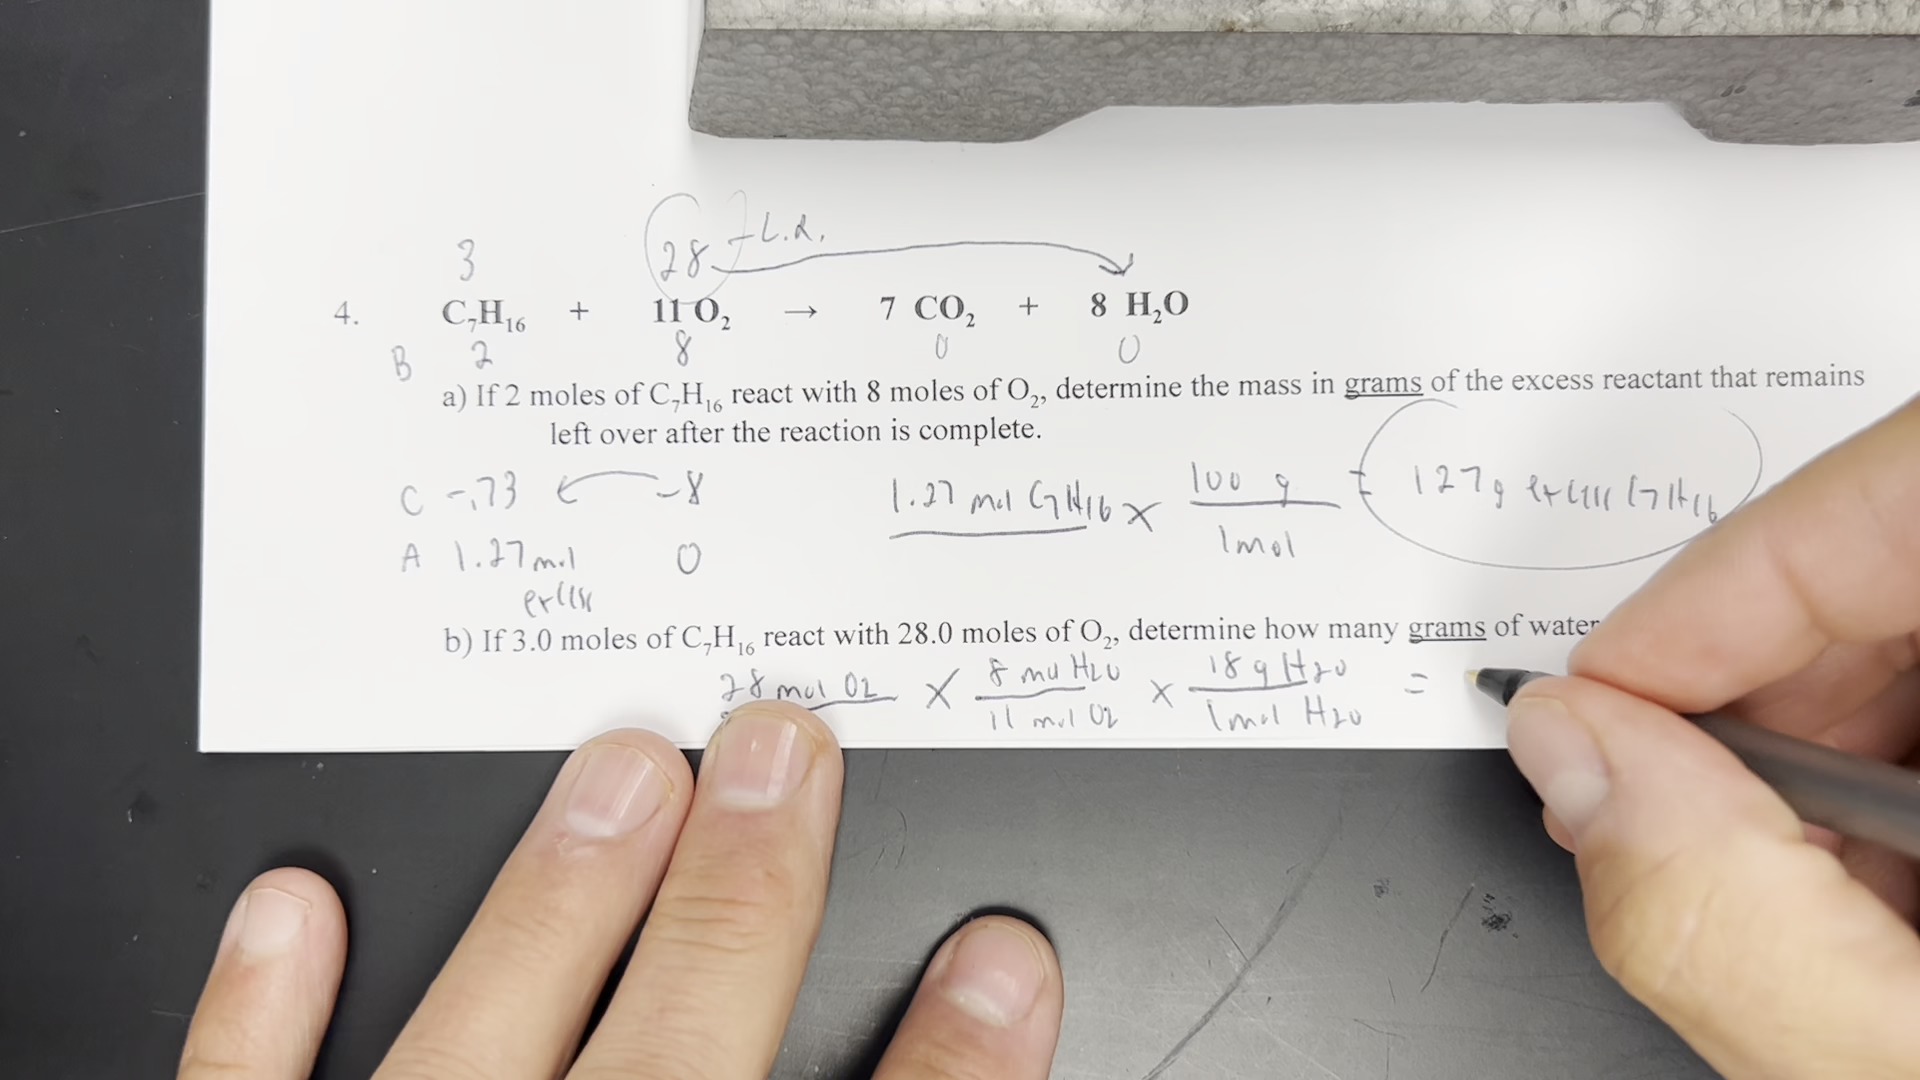 3 28 – L.R.
4. C7H16 + 11 O2 → 7 CO2 + 8 H2O
B 2 8 0 0
a) If 2 moles of C7H16 react with 8 moles of O2, determine the mass in grams of the excess reactant that remains
left over after the reaction is complete.
C -.73 ← -8 1.27 mol C7H16 × 100 g / 1 mol = 127g excess C7H16
A 1.27 mol 0
excess
b) If 3.0 moles of C7H16 react with 28.0 moles of O2, determine how many grams of water
28 mol O2 × 8 mol H2O / 11 mol O2 × 18 g H2O / 1 mol H2O =